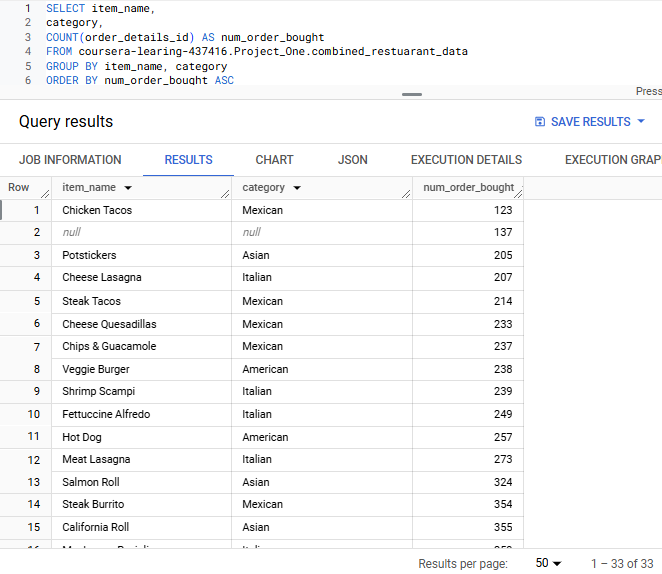 1 SELECT item_name,
2 category,
3 COUNT(order_details_id) AS num_order_bought
4 FROM coursera-learing-437416.Project_One.combined_restuarant_data
5 GROUP BY item_name, category
6 ORDER BY num_order_bought ASC
Press
Query results SAVE RESULTS
JOB INFORMATION RESULTS CHART JSON EXECUTION DETAILS EXECUTION GRAP
Row item_name category num_order_bought
1 Chicken Tacos Mexican 123
2 null null 137
3 Potstickers Asian 205
4 Cheese Lasagna Italian 207
5 Steak Tacos Mexican 214
6 Cheese Quesadillas Mexican 233
7 Chips & Guacamole Mexican 237
8 Veggie Burger American 238
9 Shrimp Scampi Italian 239
10 Fettuccine Alfredo Italian 249
11 Hot Dog American 257
12 Meat Lasagna Italian 273
13 Salmon Roll Asian 324
14 Steak Burrito Mexican 354
15 California Roll Asian 355
Results per page: 50 1 – 33 of 33